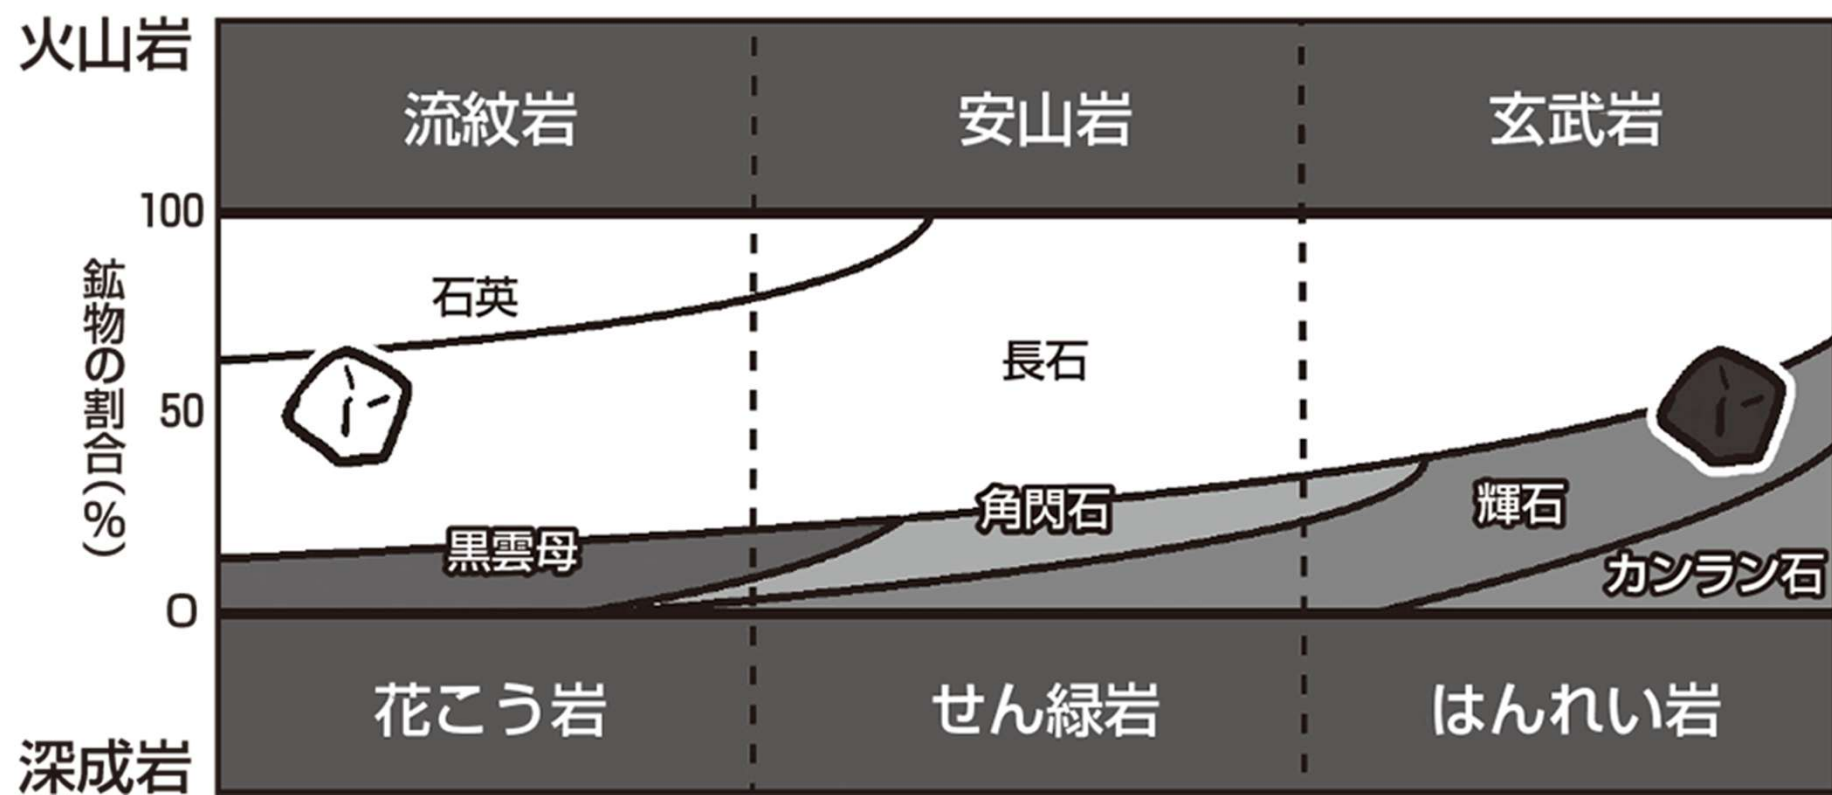 火山岩
流紋岩
安山岩
玄武岩
100
鉱物の割合(%)
石英
長石
50
角閃石
輝石
黒雲母
カンラン石
0
花こう岩
せん緑岩
はんれい岩
深成岩